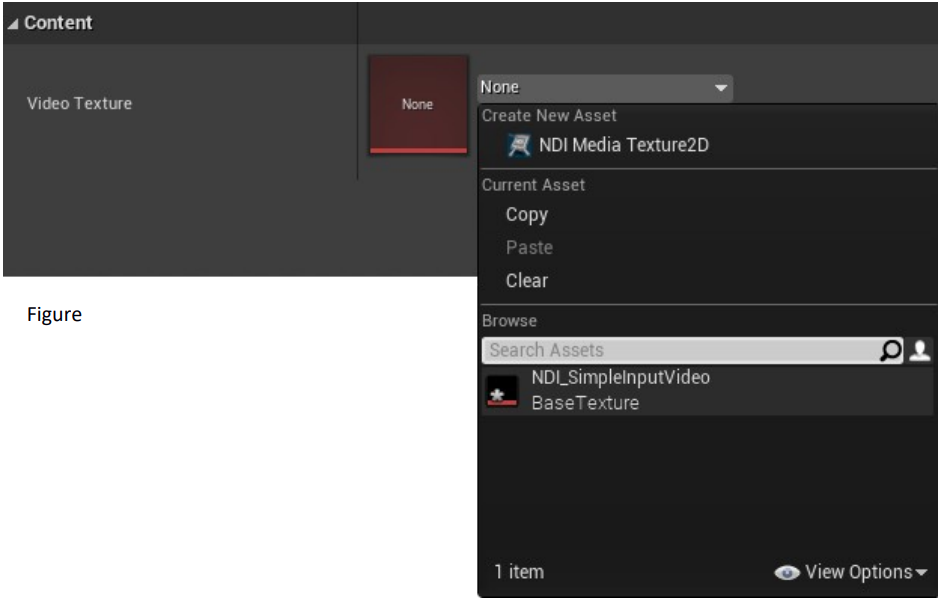 Content
Video Texture
None
None
Create New Asset
NDI Media Texture2D
Current Asset
Copy
Paste
Clear
Browse
Search Assets
NDI_SimpleInputVideo
BaseTexture
1 item
View Options
Figure